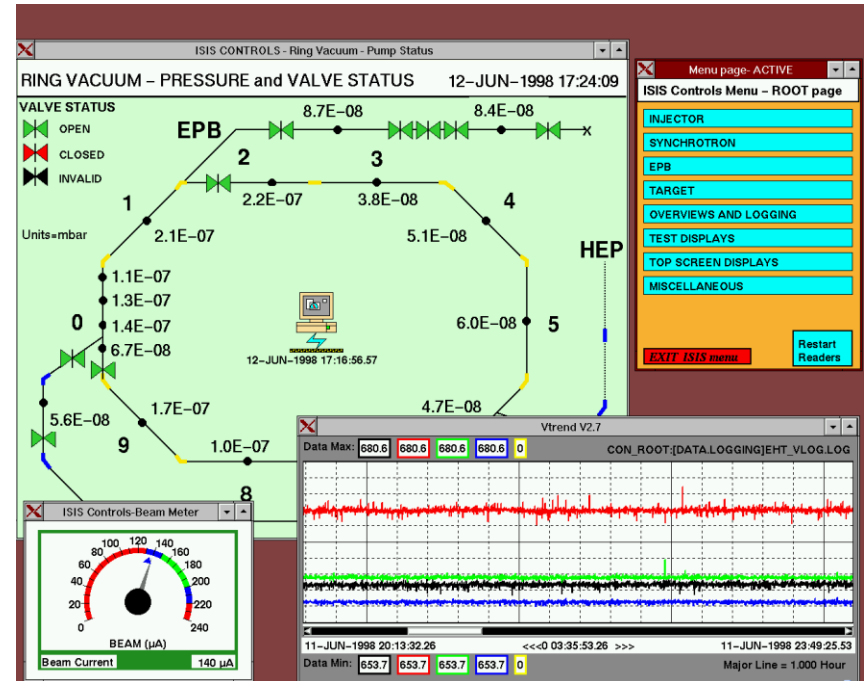 ISIS CONTROLS - Ring Vacuum - Pump Status
RING VACUUM – PRESSURE and VALVE STATUS 12-JUN-1998 17:24:09
VALVE STATUS
OPEN
CLOSED
INVALID
Units=mbar
EPB
8.7E-08
8.4E-08
x
2
3
2.2E-07
3.8E-08
1
4
2.1E-07
5.1E-08
HEP
1.1E-07
1.3E-07
0
1.4E-07
6.0E-08
5
6.7E-08
12-JUN-1998 17:16:56.57
5.6E-08
1.7E-07
4.7E-08
9
1.0E-07
8
Menu page- ACTIVE
ISIS Controls Menu – ROOT page
INJECTOR
SYNCHROTRON
EPB
TARGET
OVERVIEWS AND LOGGING
TEST DISPLAYS
TOP SCREEN DISPLAYS
MISCELLANEOUS
EXIT ISIS menu
Restart
Readers
Vtrend V2.7
Data Max: 680.6 680.6 680.6 680.6 0 CON_ROOT:[DATA.LOGGING]EHT_VLOG.LOG
11-JUN-1998 20:13:32.26 <<<0 03:35:53.26 >>> 11-JUN-1998 23:49:25.53
Data Min: 653.7 653.7 653.7 653.7 0 Major Line = 1.000 Hour
ISIS Controls-Beam Meter
0
20
40
60
80
100
120
140
160
180
200
220
240
BEAM (µA)
Beam Current 140 µA